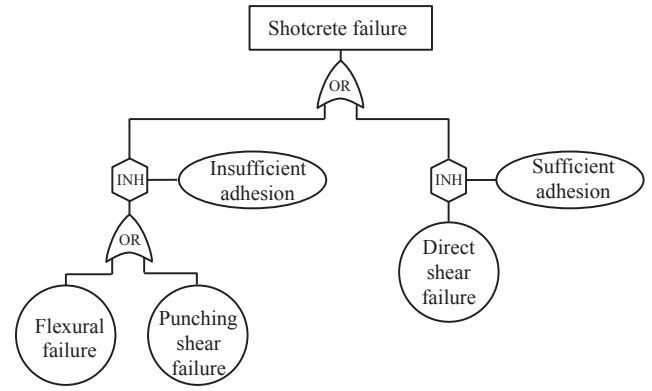 Shotcrete failure
OR
INH
Insufficient
adhesion
INH
Sufficient
adhesion
OR
Direct
shear
failure
Flexural
failure
Punching
shear
failure